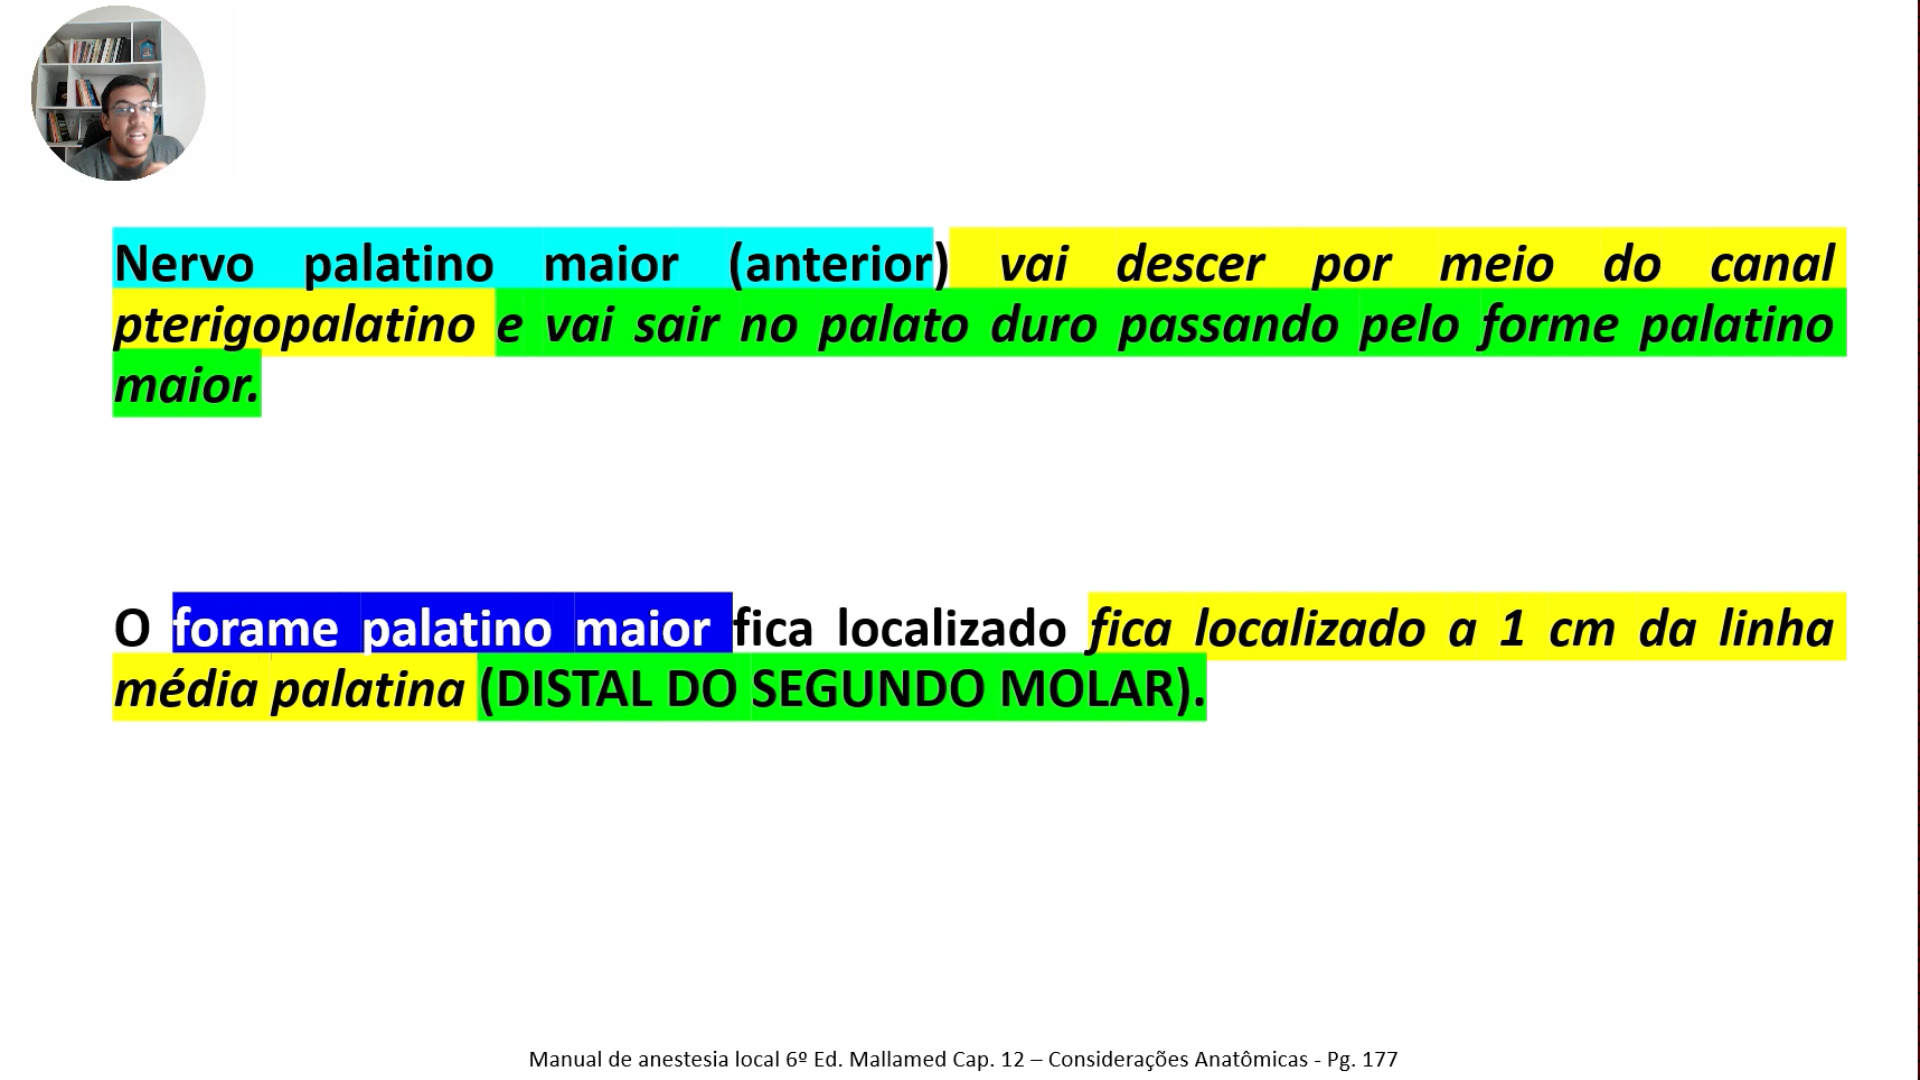 Nervo palatino maior (anterior) vai descer por meio do canal
pterigopalatino e vai sair no palato duro passando pelo forme palatino
maior.
O forame palatino maior fica localizado fica localizado a 1 cm da linha
média palatina (DISTAL DO SEGUNDO MOLAR).
Manual de anestesia local 6º Ed. Mallamed Cap. 12 – Considerações Anatômicas - Pg. 177